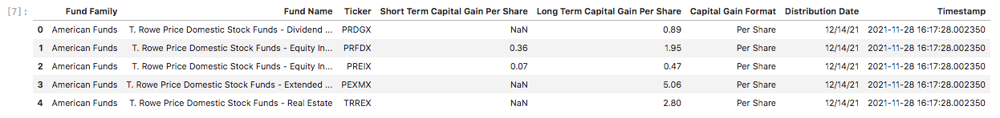 [7]:
Fund Family Fund Name Ticker Short Term Capital Gain Per Share Long Term Capital Gain Per Share Capital Gain Format Distribution Date Timestamp
0 American Funds T. Rowe Price Domestic Stock Funds - Dividend ... PRDGX NaN 0.89 Per Share 12/14/21 2021-11-28 16:17:28.002350
1 American Funds T. Rowe Price Domestic Stock Funds - Equity In... PRFDX 0.36 1.95 Per Share 12/14/21 2021-11-28 16:17:28.002350
2 American Funds T. Rowe Price Domestic Stock Funds - Equity In... PREIX 0.07 0.47 Per Share 12/14/21 2021-11-28 16:17:28.002350
3 American Funds T. Rowe Price Domestic Stock Funds - Extended ... PEXMX NaN 5.06 Per Share 12/14/21 2021-11-28 16:17:28.002350
4 American Funds T. Rowe Price Domestic Stock Funds - Real Estate TRREX NaN 2.80 Per Share 12/14/21 2021-11-28 16:17:28.002350